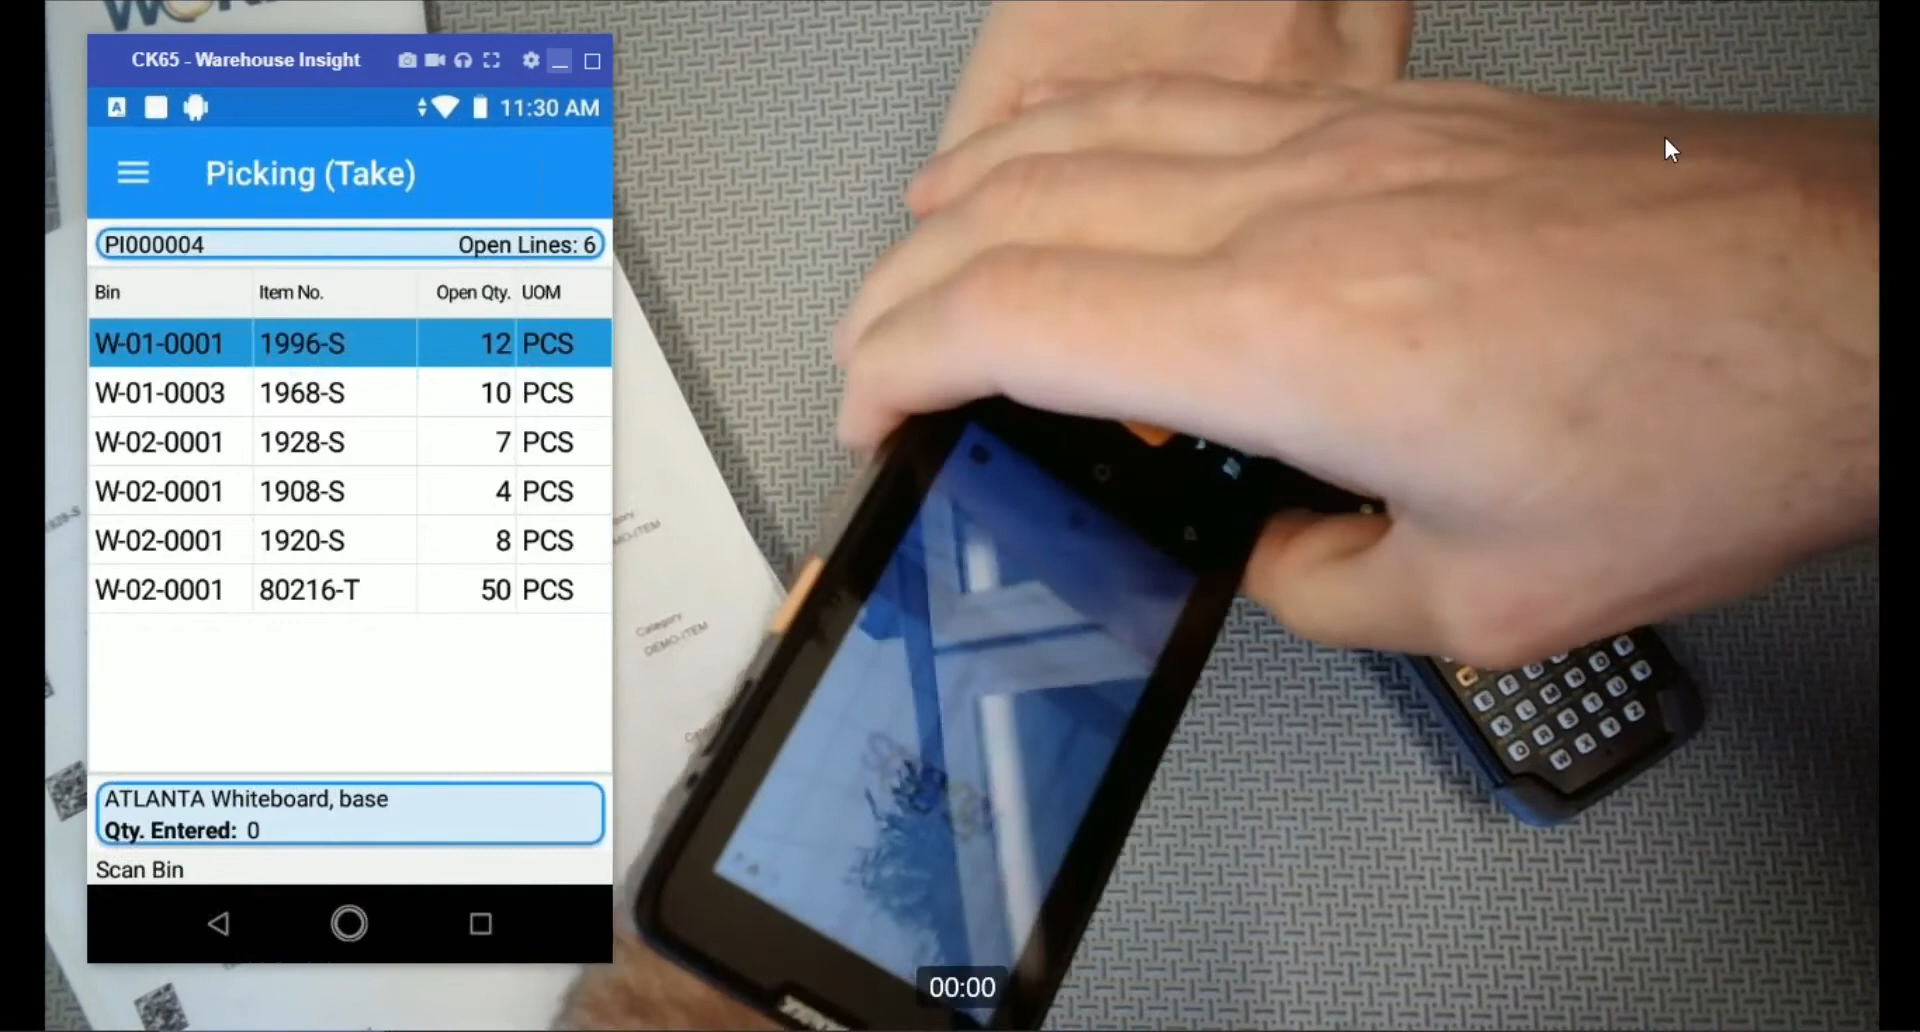 CK65 - Warehouse Insight
11:30 AM
Picking (Take)
PI000004 Open Lines: 6
Bin Item No. Open Qty. UOM
W-01-0001 1996-S 12 PCS
W-01-0003 1968-S 10 PCS
W-02-0001 1928-S 7 PCS
W-02-0001 1908-S 4 PCS
W-02-0001 1920-S 8 PCS
W-02-0001 80216-T 50 PCS
ATLANTA Whiteboard, base
Qty. Entered: 0
Scan Bin
Category
DEMO-ITEM
00:00